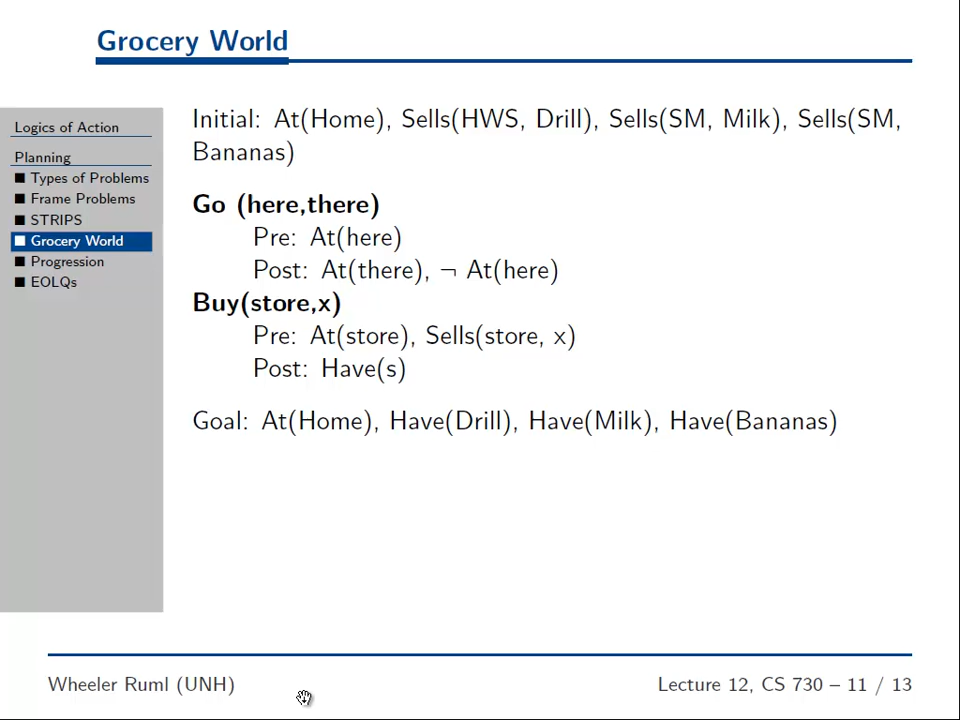 Grocery World
Logics of Action
Planning
■ Types of Problems
■ Frame Problems
■ STRIPS
■ Grocery World
■ Progression
■ EOLQs
Initial: At(Home), Sells(HWS, Drill), Sells(SM, Milk), Sells(SM,
Bananas)
Go (here,there)
Pre: At(here)
Post: At(there), ¬ At(here)
Buy(store,x)
Pre: At(store), Sells(store, x)
Post: Have(s)
Goal: At(Home), Have(Drill), Have(Milk), Have(Bananas)
Wheeler Ruml (UNH)
Lecture 12, CS 730 – 11 / 13